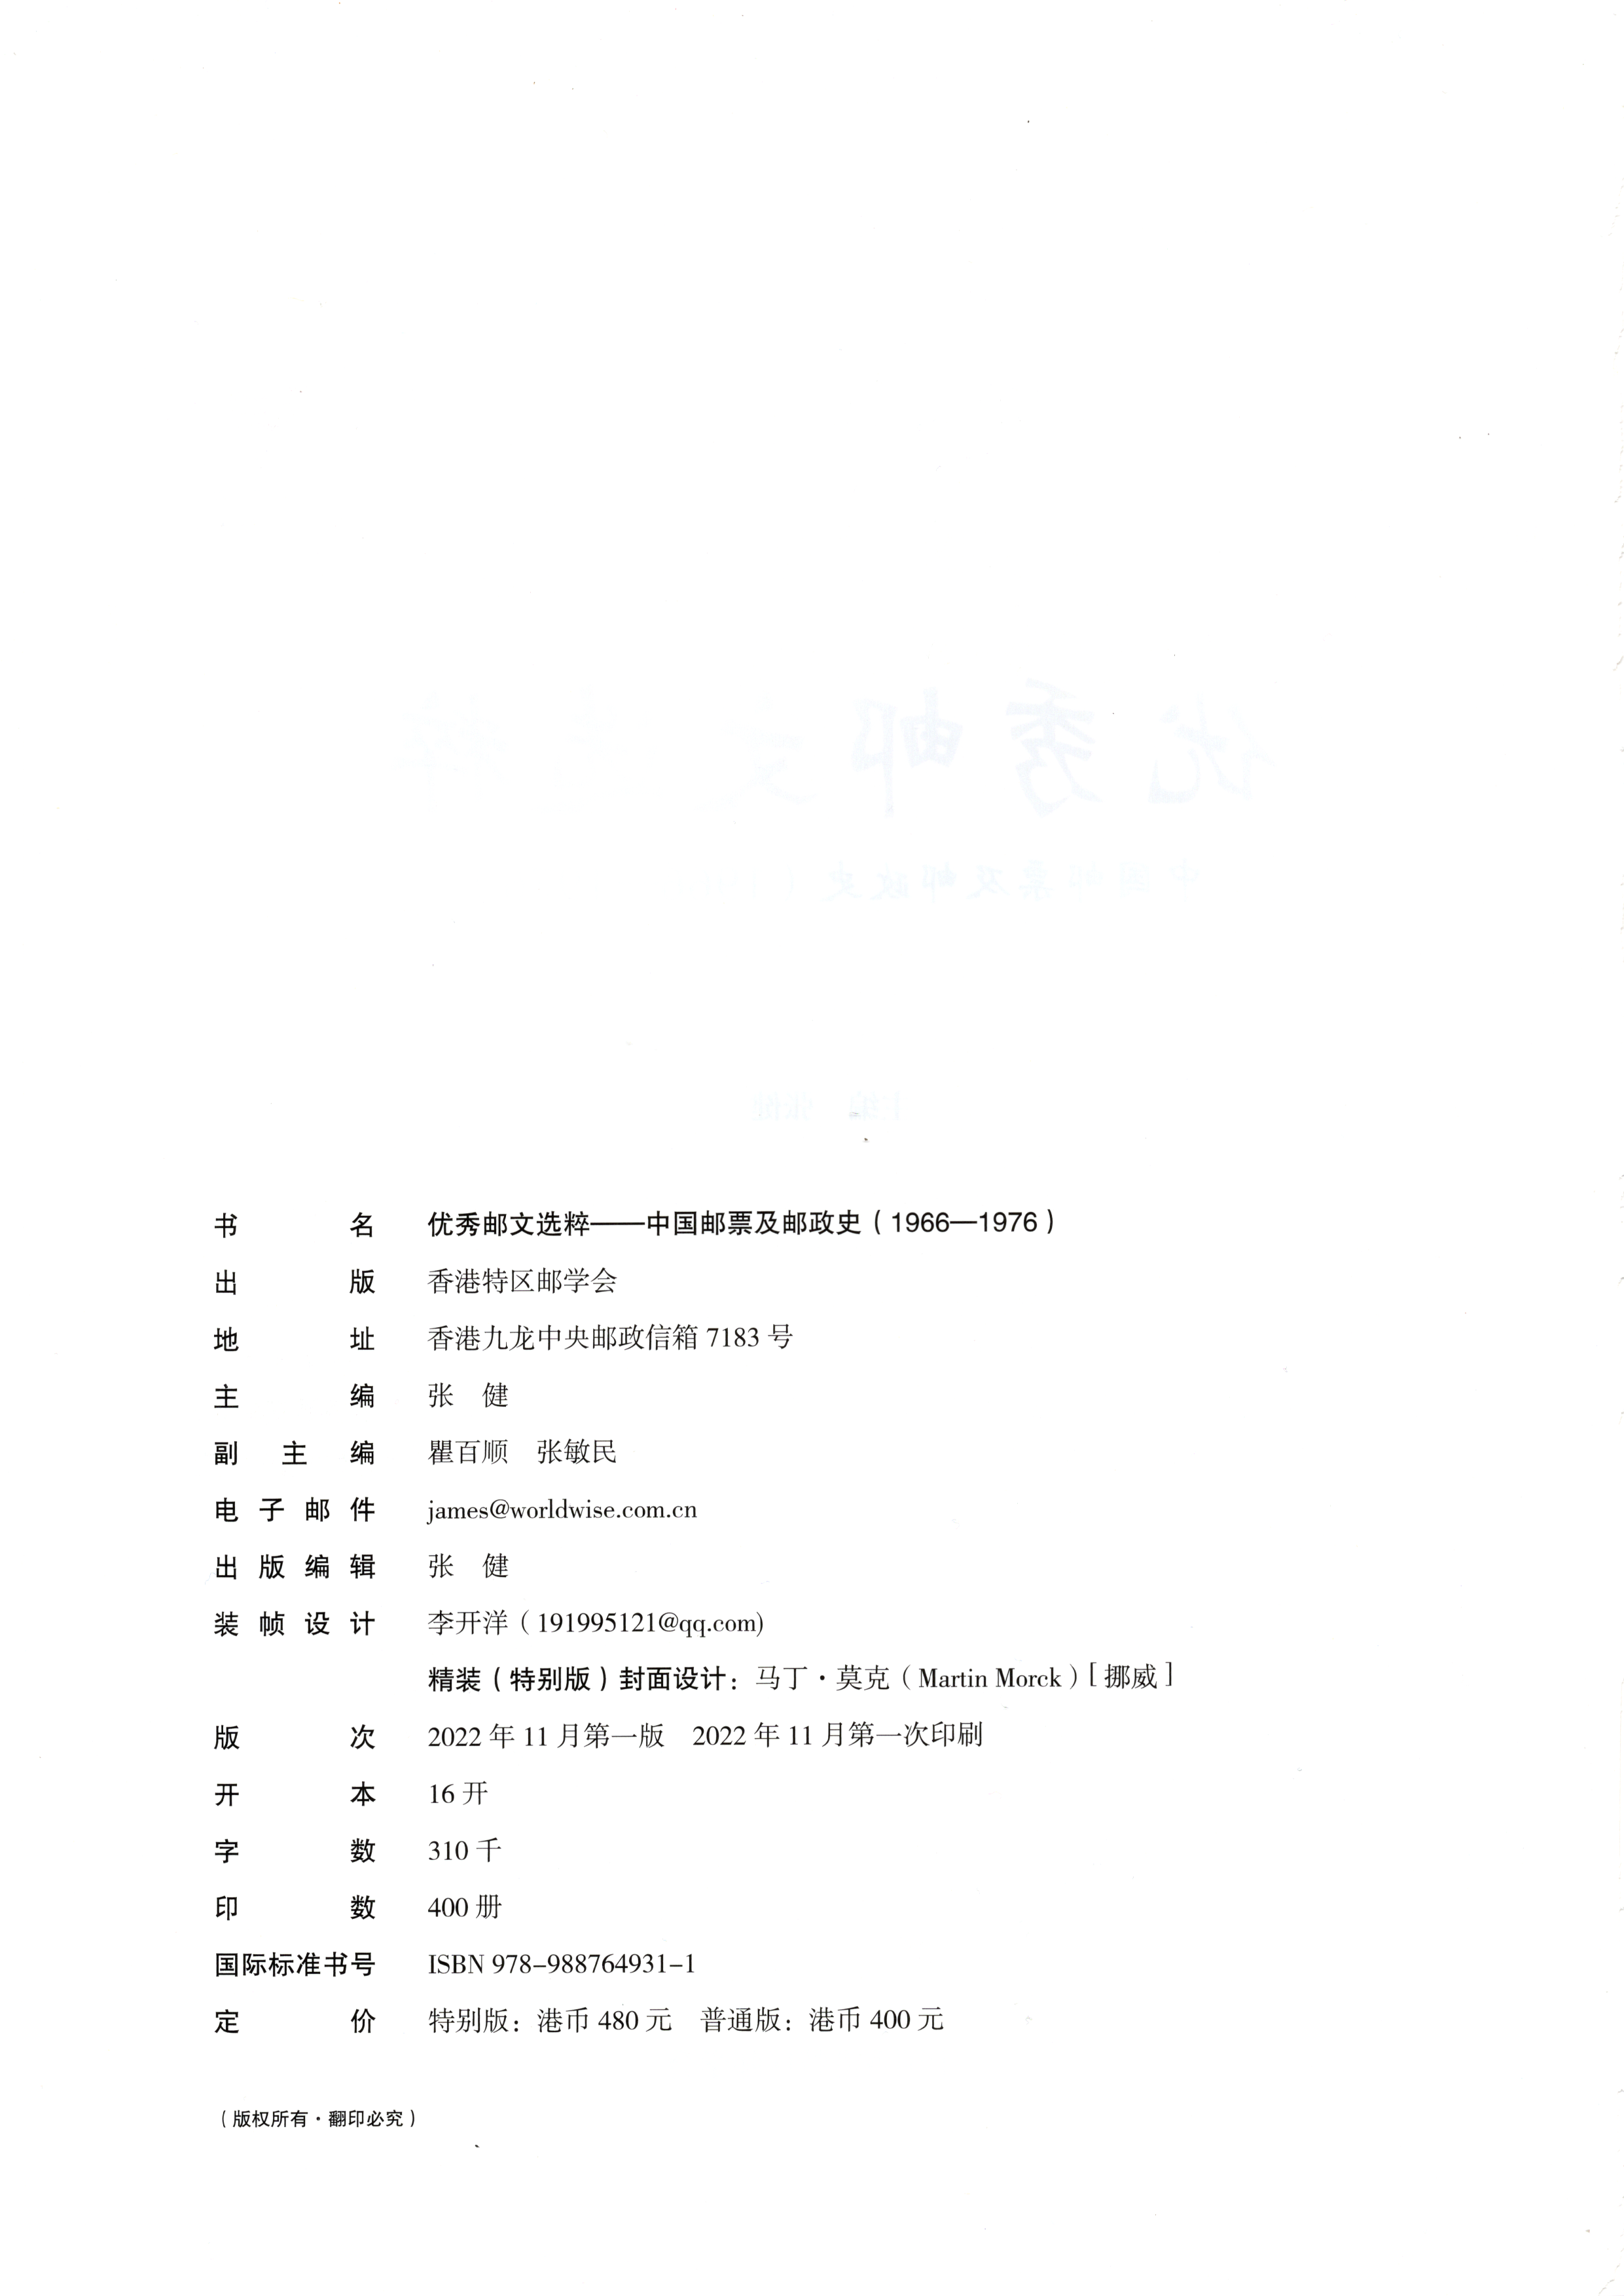 书名 优秀邮文选粹——中国邮票及邮政史（1966—1976）
出版 香港特区邮学会
地址 香港九龙中央邮政信箱 7183 号
主编 张 健
副主编 瞿百顺 张敏民
电子邮件 james@worldwise.com.cn
出版编辑 张 健
装帧设计 李开洋（191995121@qq.com)
精装（特别版）封面设计：马丁·莫克（Martin Morck）[ 挪威 ]
版次 2022 年 11 月第一版 2022 年 11 月第一次印刷
开本 16 开
字数 310 千
印数 400 册
国际标准书号 ISBN 978-988764931-1
定价 特别版：港币 480 元 普通版：港币 400 元
（版权所有·翻印必究）